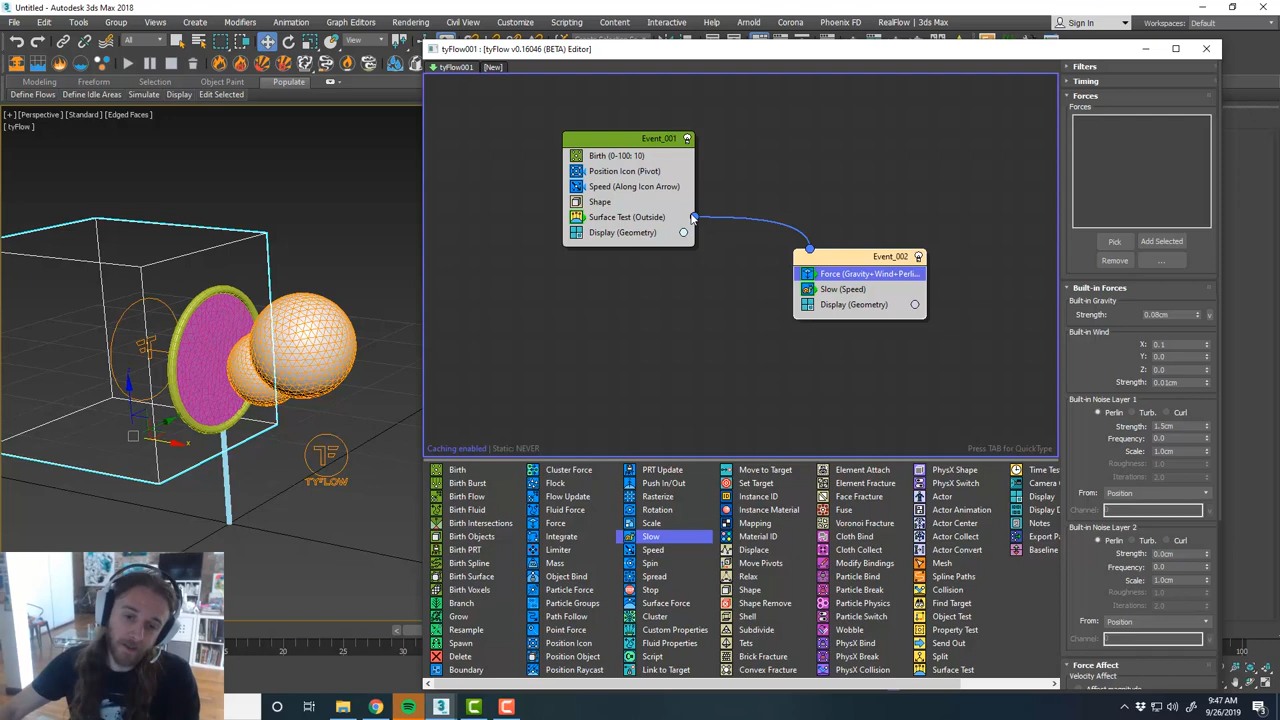 Untitled - Autodesk 3ds Max 2018
File Edit Tools Group Views Create Modifiers Animation Graph Editors Rendering Civil View Customize Scripting Content Interactive Help Arnold Corona Phoenix FD RealFlow | 3ds Max
Sign In Workspaces: Default
All View
Modeling Freeform Selection Object Paint Populate
Define Flows Define Idle Areas Simulate Display Edit Selected
[+] [Perspective] [Standard] [Edged Faces]
[ tyFlow ]
TYFLOW
tyFlow001 : [tyFlow v0.16046 (BETA) Editor]
tyFlow001 [New]
Event_001
Birth (0-100: 10)
Position Icon (Pivot)
Speed (Along Icon Arrow)
Shape
Surface Test (Outside)
Display (Geometry)
Event_002
Force (Gravity+Wind+Perli...
Slow (Speed)
Display (Geometry)
Caching enabled | Static: NEVER
Press TAB for QuickType
Birth Cluster Force PRT Update Move to Target Element Attach PhysX Shape Time Tes
Birth Burst Flock Push In/Out Set Target Element Fracture PhysX Switch Camera
Birth Flow Flow Update Rasterize Instance ID Face Fracture Actor Display
Birth Fluid Fluid Force Rotation Instance Material Fuse Actor Animation Display D
Birth Intersections Force Scale Mapping Voronoi Fracture Actor Center Notes
Birth Objects Integrate Slow Material ID Cloth Bind Actor Collect Export P
Birth PRT Limiter Speed Displace Cloth Collect Actor Convert Baseline
Birth Spline Mass Spin Move Pivots Modify Bindings Mesh
Birth Surface Object Bind Spread Relax Particle Bind Spline Paths
Birth Voxels Particle Force Stop Shape Particle Break Collision
Branch Particle Groups Surface Force Shape Remove Particle Physics Find Target
Grow Path Follow Cluster Shell Particle Switch Object Test
Resample Point Force Custom Properties Subdivide Wobble Property Test
Spawn Position Icon Fluid Properties Tets PhysX Bind Send Out
Delete Position Object Script Brick Fracture PhysX Break Split
Boundary Position Raycast Link to Target Convex Fracture PhysX Collision Surface Test
Filters
Timing
Forces
Forces
Pick Add Selected
Remove ...
Built-in Forces
Built-in Gravity
Strength: 0.08cm
Built-in Wind
X: 0.1
Y: 0.0
Z: 0.0
Strength: 0.01cm
Built-in Noise Layer 1
Perlin Turb. Curl
Strength: 1.5cm
Frequency: 0.0
Scale: 1.0cm
Roughness: 1.0
Iterations: 2.0
From: Position
Channel:
Built-in Noise Layer 2
Perlin Turb. Curl
Strength: 0.0cm
Frequency: 0.0
Scale: 1.0cm
Roughness: 1.0
Iterations: 2.0
From: Position
Channel:
Force Affect
Velocity Affect
Affect magnitude
25 30 35 40 100
9:47 AM
9/26/2019